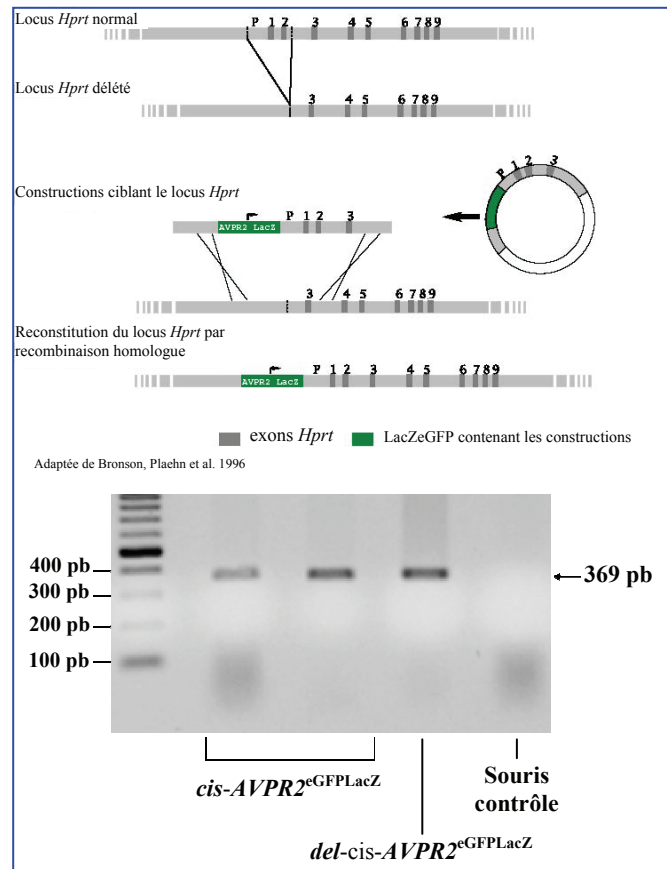 Locus Hprt normal
P 1 2 3 4 5 6 7 8 9
Locus Hprt délété
3 4 5 6 7 8 9
Constructions ciblant le locus Hprt
P 1 2 3
AVPR2 LacZ P 1 2 3
3 4 5 6 7 8 9
Reconstitution du locus Hprt par
recombinaison homologue
AVPR2 LacZ P 1 2 3 4 5 6 7 8 9
exons Hprt LacZeGFP contenant les constructions
Adaptée de Bronson, Plaehn et al. 1996
400 pb
300 pb
200 pb
100 pb
369 pb
cis-AVPR2eGFPLacZ
Souris
contrôle
del-cis-AVPR2eGFPLacZ